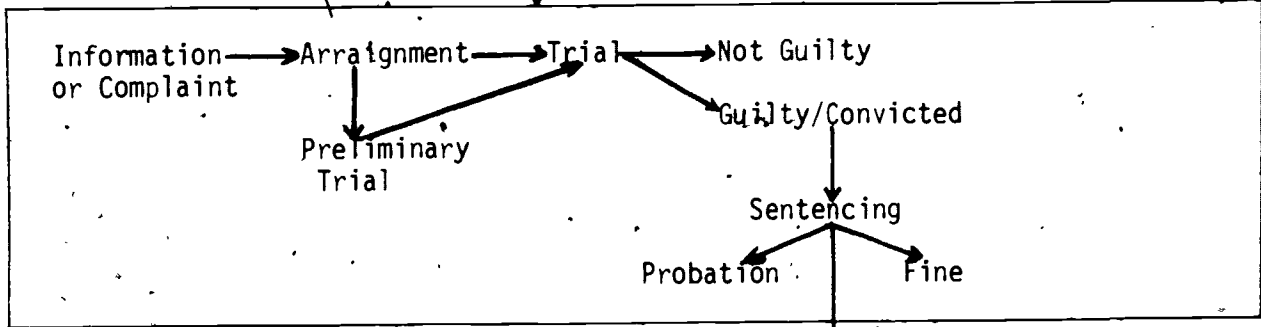 Information Arraignment Trial Not Guilty
or Complaint
Guilty/Convicted
Preliminary
Trial
Sentencing
Probation Fine